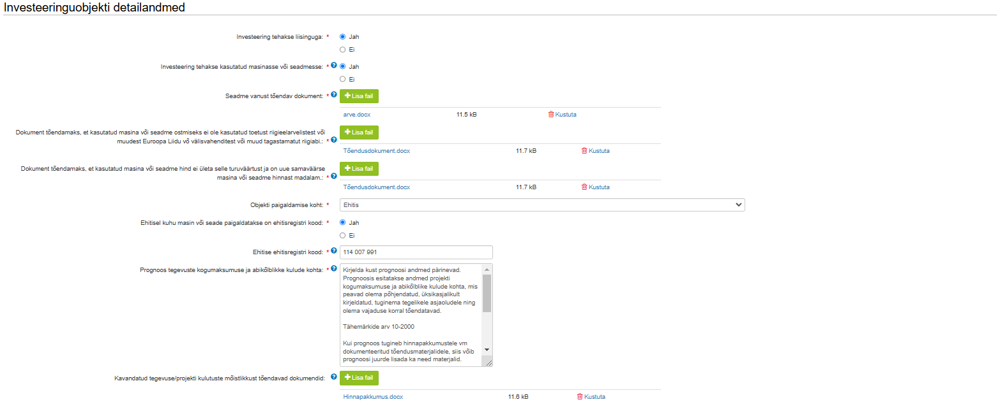 Investeeringuobjekti detailandmed
Investeering tehakse liisinguga: *
Jah
Ei
Investeering tehakse kasutatud masinasse või seadmesse: *
Jah
Ei
Seadme vanust tõendav dokument: *
Lisa fail
arve.docx 11.5 kB Kustuta
Dokument tõendamaks, et kasutatud masina või seadme ostmiseks ei ole kasutatud toetust riigieelarvelistest või
muudest Euroopa Liidu võ välisvahenditest või muud tagastamatut riigiabi.: *
Lisa fail
Tõendusdokument.docx 11.7 kB Kustuta
Dokument tõendamaks, et kasutatud masina või seadme hind ei ületa selle turuväärtust ja on uue samaväärse
masina või seadme hinnast madalam.: *
Lisa fail
Tõendusdokument.docx 11.7 kB Kustuta
Objekti paigaldamise koht: *
Ehitis
Ehitisel kuhu masin või seade paigaldatakse on ehitisregistri kood: *
Jah
Ei
Ehitise ehitisregistri kood: *
114 007 991
Prognoos tegevuste kogumaksumuse ja abikõlblikke kulude kohta: *
Kirjelda kust prognoosi andmed pärinevad.
Prognoosis esitatakse andmed projekti
kogumaksumuse ja abikõlblike kulude kohta, mis
peavad olema põhjendatud, üksikasjalikult
kirjeldatud, tuginema tegelikele asjaoludele ning
olema vajaduse korral tõendatavad.
Tähemärkide arv 10-2000
Kui prognoos tugineb hinnapakkumustele vm
dokumenteeritud tõendusmaterjalidele, siis võib
prognoosi juurde lisada ka need materjalid.
Kavandatud tegevuse/projekti kulutuste mõistlikkust tõendavad dokumendid:
Lisa fail
Hinnapakkumus.docx 11.6 kB Kustuta